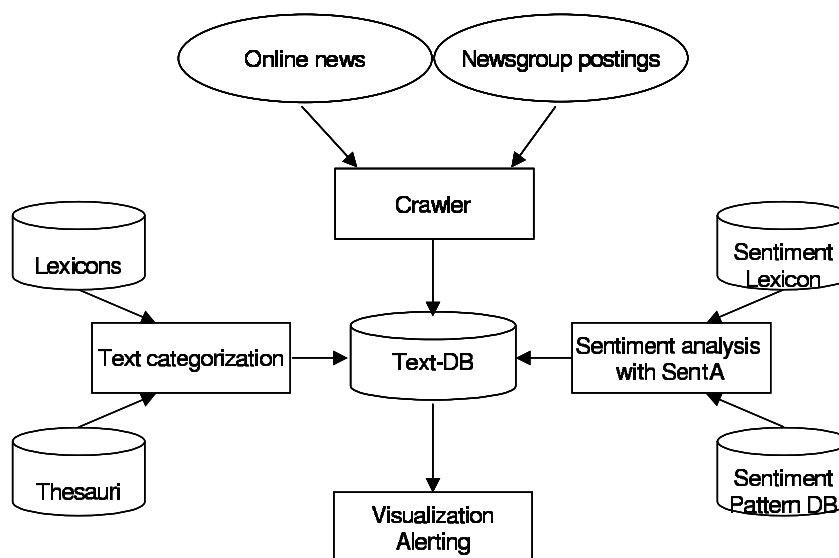 Online news
Newsgroup postings
Crawler
Lexicons
Sentiment
Lexicon
Text categorization
Text-DB
Sentiment analysis
with SentA
Thesauri
Sentiment
Pattern DB
Visualization
Alerting